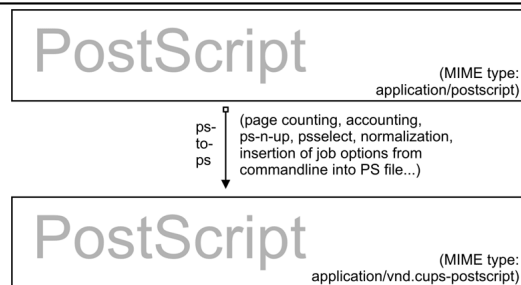 PostScript
(MIME type:
application/postscript)
ps-
to-
ps
(page counting, accounting,
ps-n-up, psselect, normalization,
insertion of job options from
commandline into PS file...)
PostScript
(MIME type:
application/vnd.cups-postscript)